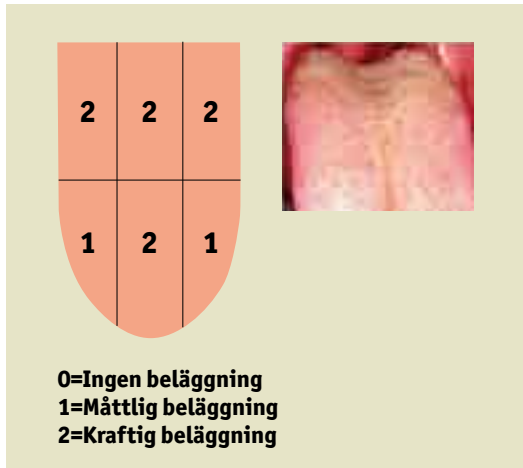 2 2 2
1 2 1
0=Ingen beläggning
1=Måttlig beläggning
2=Kraftig beläggning